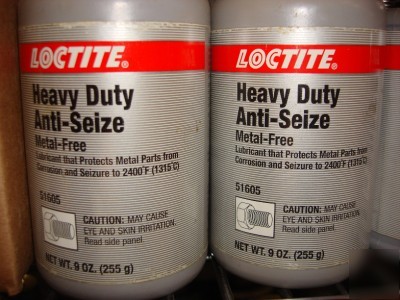 LOCTITE®
Heavy Duty
Anti-Seize
Metal-Free
Lubricant that Protects Metal Parts from
Corrosion and Seizure to 2400°F (1315°C)
51605
CAUTION: MAY CAUSE
EYE AND SKIN IRRITATION.
Read side panel.
NET WT. 9 OZ. (255 g)
LOCTITE®
Heavy Duty
Anti-Seize
Metal-Free
Lubricant that Protects Metal Parts from
Corrosion and Seizure to 2400°F (1315°C)
51605
CAUTION: MAY CAUSE
EYE AND SKIN IRRITATION.
Read side panel.
NET WT. 9 OZ. (255 g)